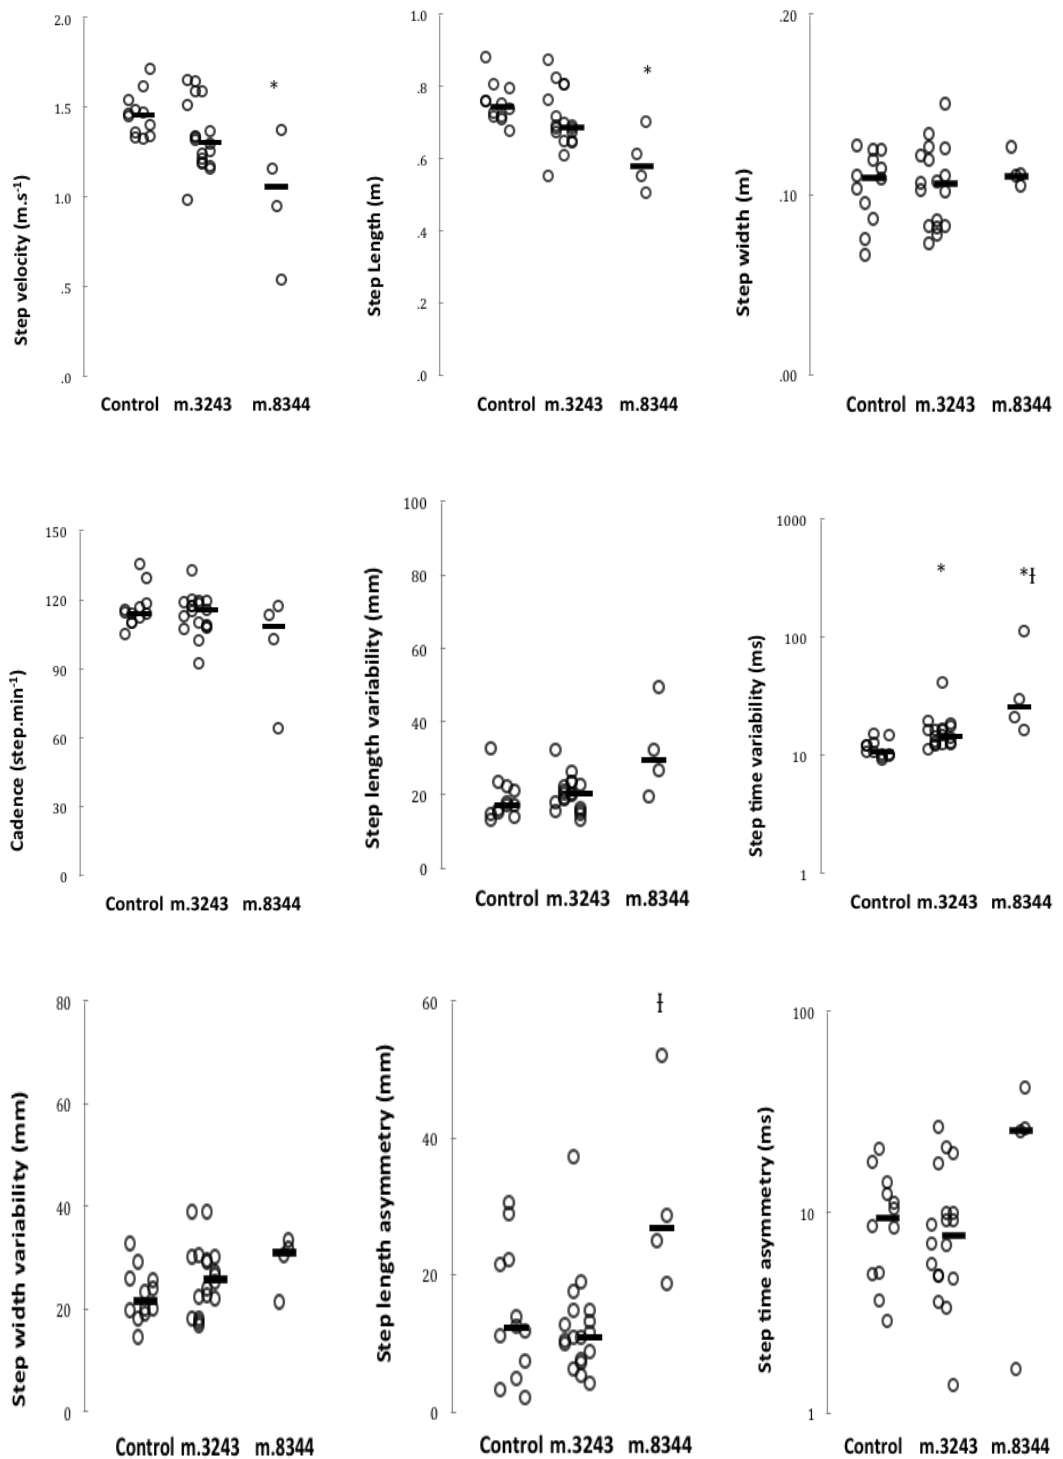 Step velocity (m.s⁻¹)
2.0
1.5
1.0
.5
.0
*
Control m.3243 m.8344
Step Length (m)
1.0
.8
.6
.4
.2
.0
*
Control m.3243 m.8344
Step width (m)
.20
.10
.00
Control m.3243 m.8344
Cadence (step.min⁻¹)
150
120
90
60
30
0
Control m.3243 m.8344
Step length variability (mm)
100
80
60
40
20
0
Control m.3243 m.8344
Step time variability (ms)
1000
100
10
1
*
*ƚ
Control m.3243 m.8344
Step width variability (mm)
80
60
40
20
0
Control m.3243 m.8344
Step length asymmetry (mm)
60
40
20
0
ƚ
Control m.3243 m.8344
Step time asymmetry (ms)
100
10
1
Control m.3243 m.8344